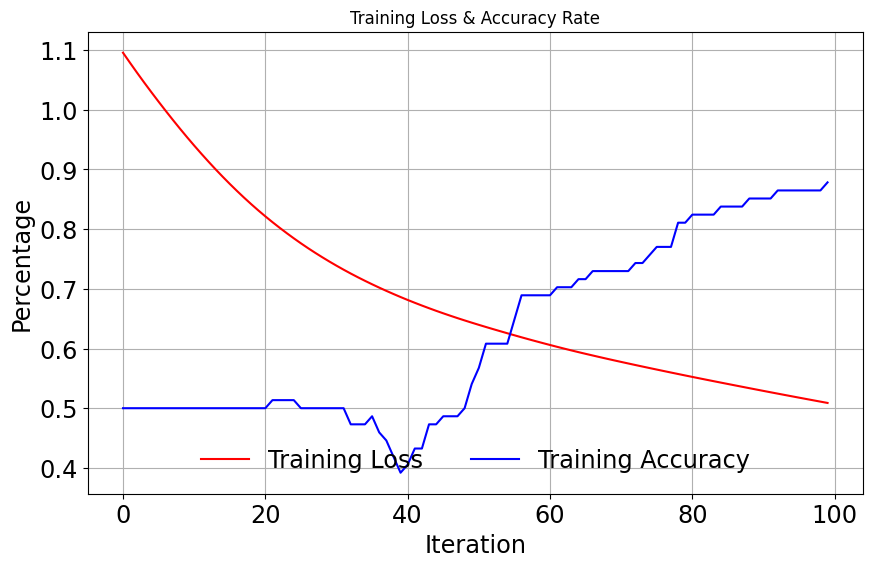 Training Loss & Accuracy Rate
1.1
1.0
0.9
0.8
0.7
0.6
0.5
0.4
Percentage
Training Loss
Training Accuracy
0 20 40 60 80 100
Iteration